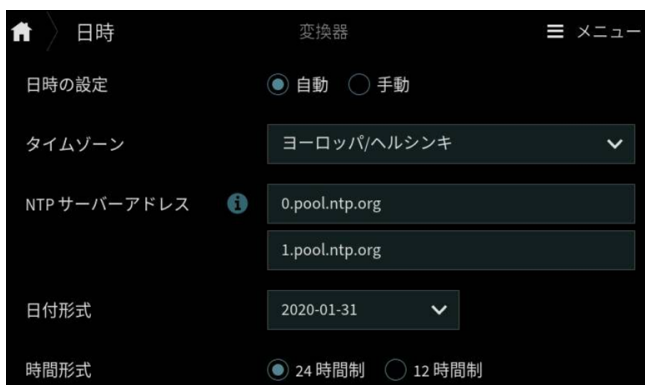 日時 変換器 メニュー
日時の設定 自動 手動
タイムゾーン ヨーロッパ/ヘルシンキ
NTP サーバーアドレス 0.pool.ntp.org
1.pool.ntp.org
日付形式 2020-01-31
時間形式 24 時間制 12 時間制